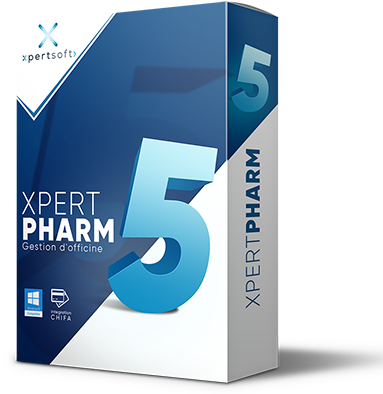 xpertsoft
XPERT
PHARM
Gestion d'officine
5
intégration
CHIFA
5
XPERTPHARM